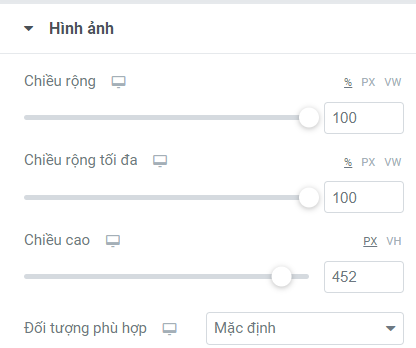 Hình ảnh
Chiều rộng % PX VW
100
Chiều rộng tối đa % PX VW
100
Chiều cao PX VH
452
Đối tượng phù hợp Mặc định